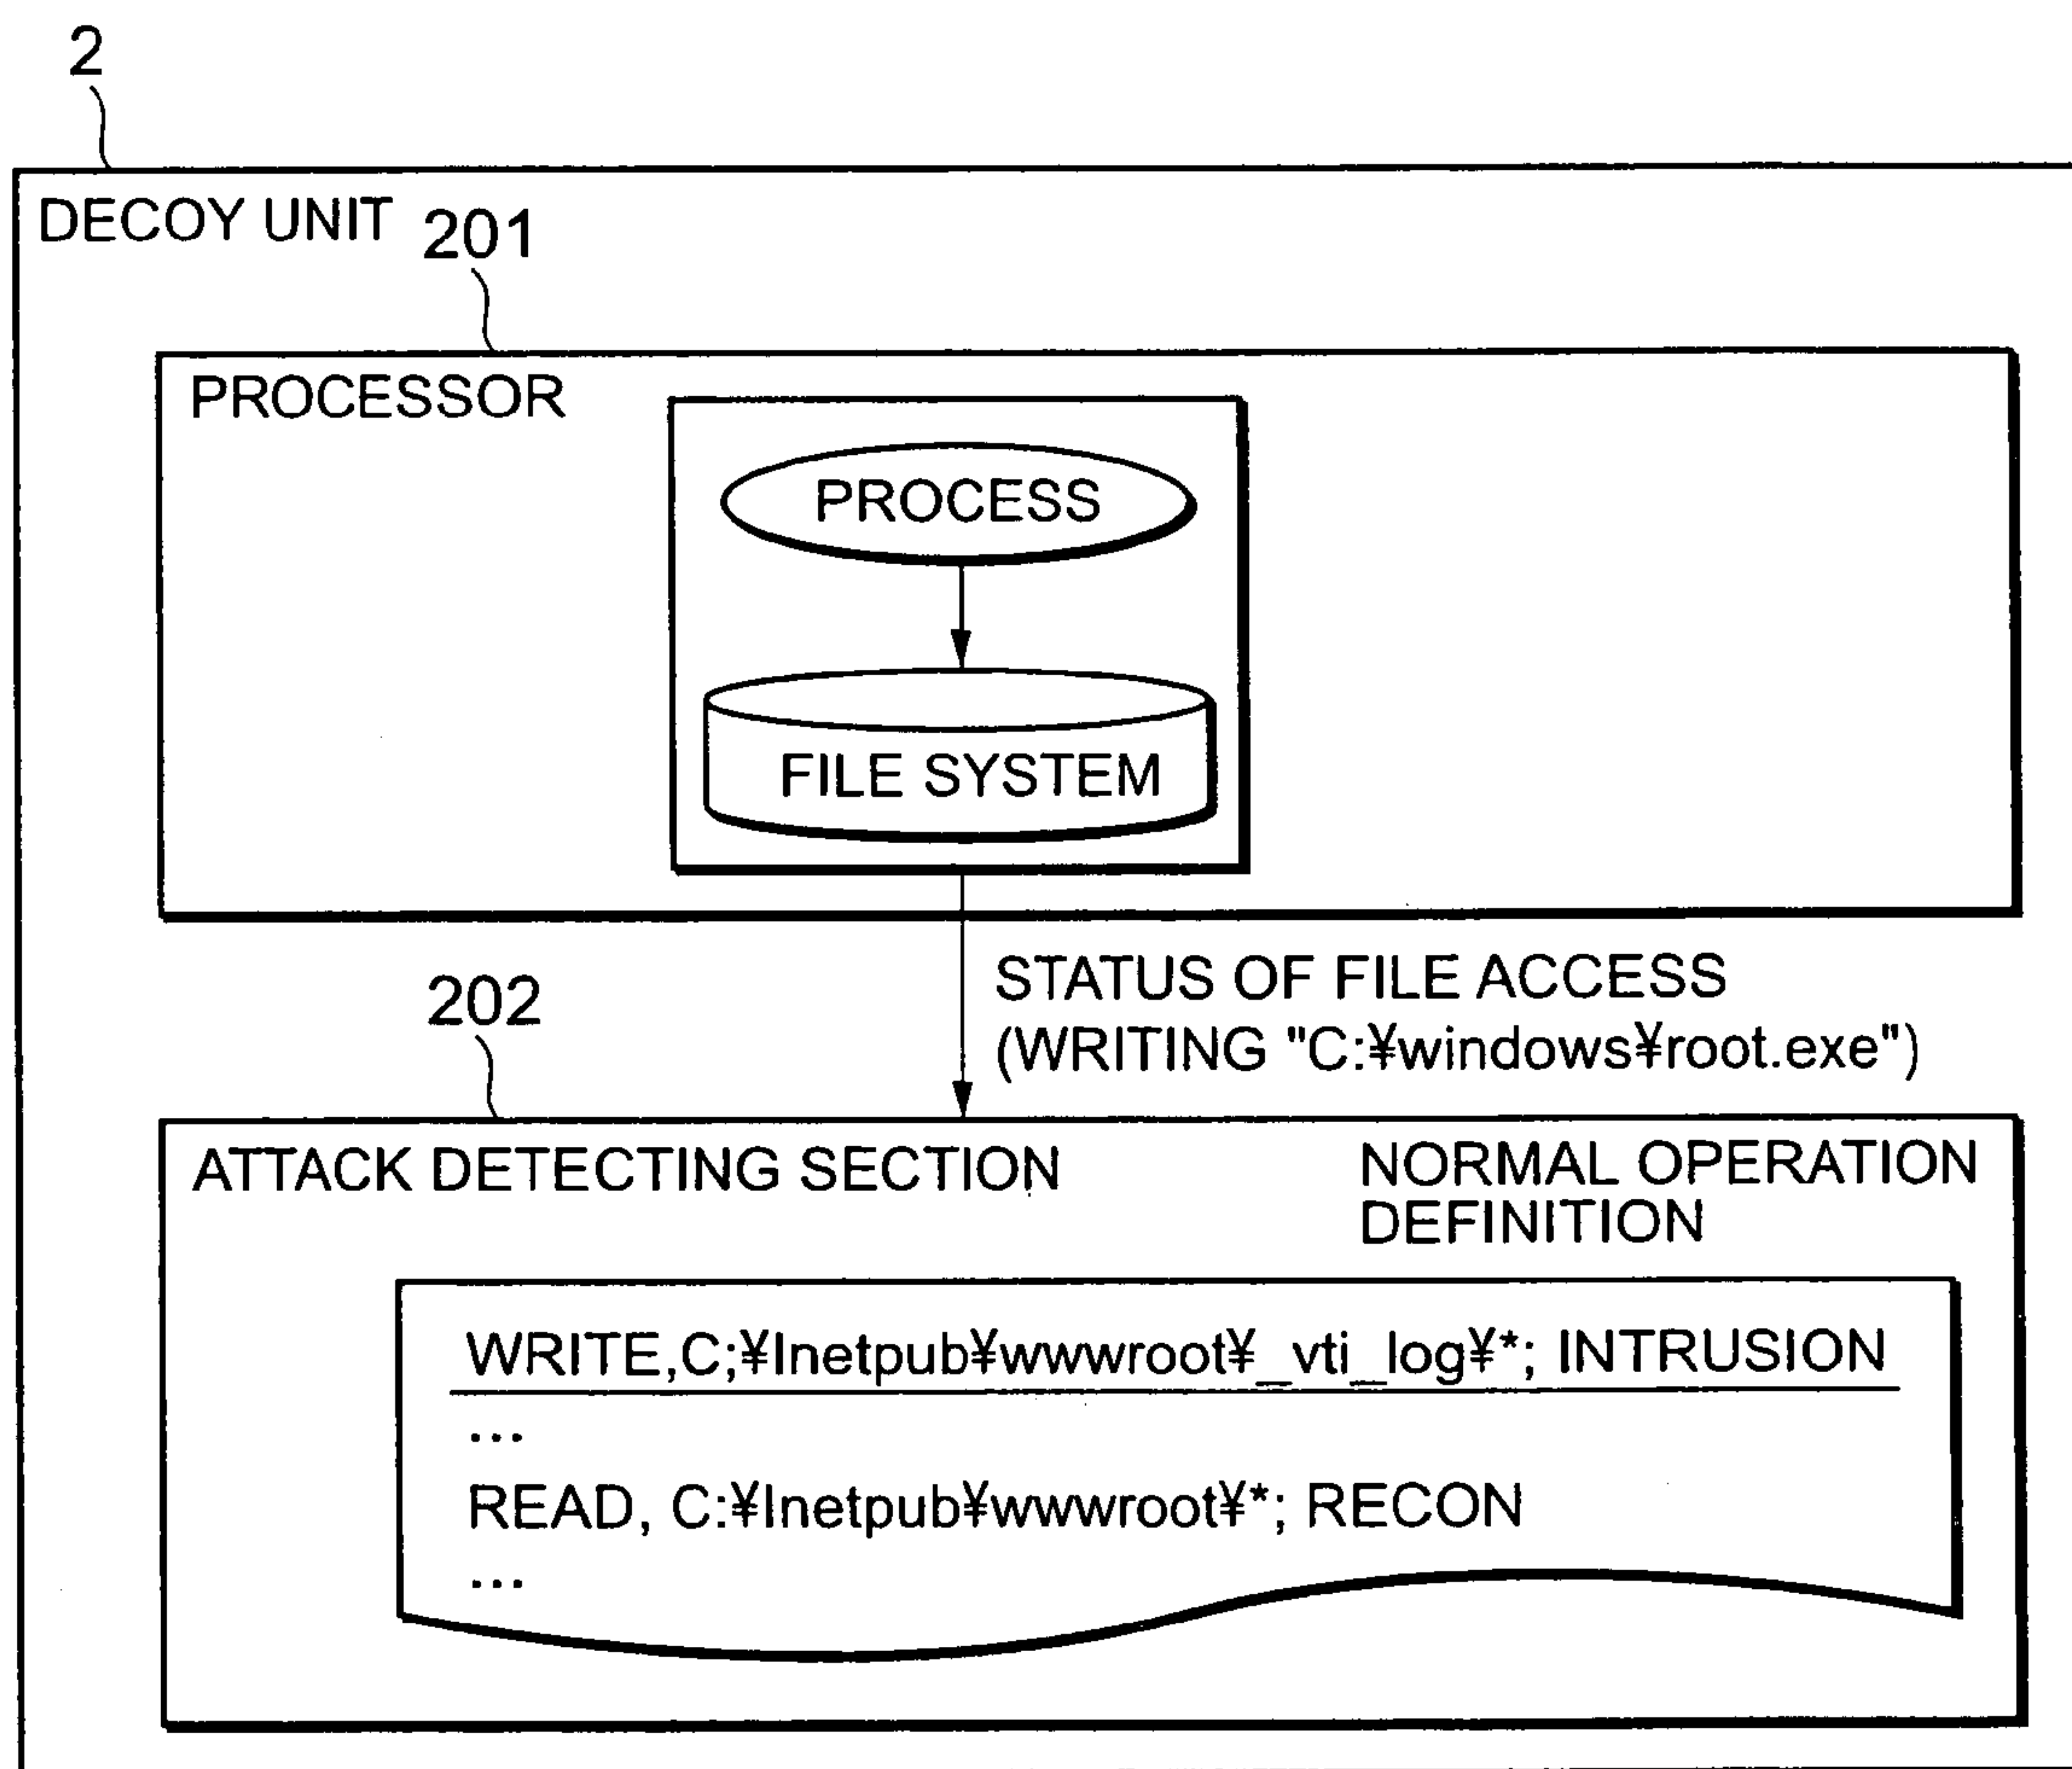 2
DECOY UNIT
201
PROCESSOR
PROCESS
FILE SYSTEM
STATUS OF FILE ACCESS
(WRITING "C:¥windows¥root.exe")
202
ATTACK DETECTING SECTION
NORMAL OPERATION
DEFINITION
WRITE,C;¥Inetpub¥wwwroot¥_vti_log¥*; INTRUSION
...
READ, C:¥Inetpub¥wwwroot¥*; RECON
...